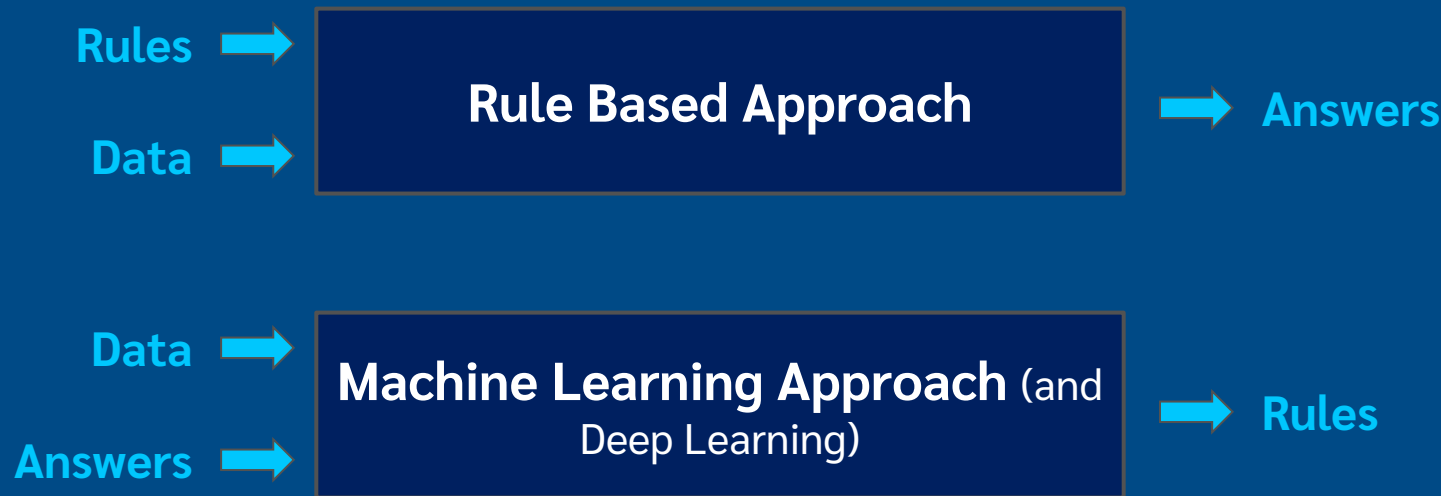 Rules
Data
Rule Based Approach
Answers
Data
Answers
Machine Learning Approach (and
Deep Learning)
Rules